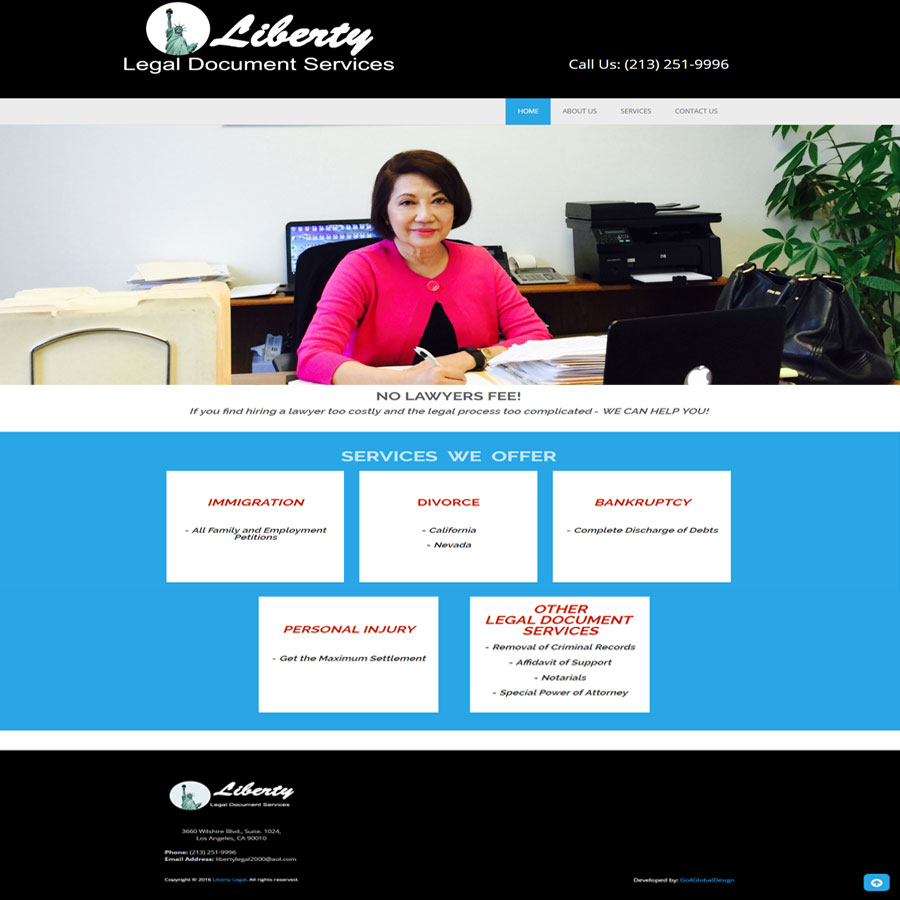 Liberty
Legal Document Services
Call Us: (213) 251-9996
HOME
ABOUT US
SERVICES
CONTACT US
NO LAWYERS FEE!
If you find hiring a lawyer too costly and the legal process too complicated - WE CAN HELP YOU!
SERVICES WE OFFER
IMMIGRATION
- All Family and Employment
Petitions
DIVORCE
- California
- Nevada
BANKRUPTCY
- Complete Discharge of Debts
PERSONAL INJURY
- Get the Maximum Settlement
OTHER
LEGAL DOCUMENT
SERVICES
- Removal of Criminal Records
- Affidavit of Support
- Notarials
- Special Power of Attorney
Liberty
Legal Document Services
3660 Wilshire Blvd., Suite. 1024,
Los Angeles, CA 90010
Phone: (213) 251-9996
Email Address: libertylegal2000@aol.com
Copyright © 2016 Liberty Legal. All rights reserved.
Developed by: Go4GlobalDesign